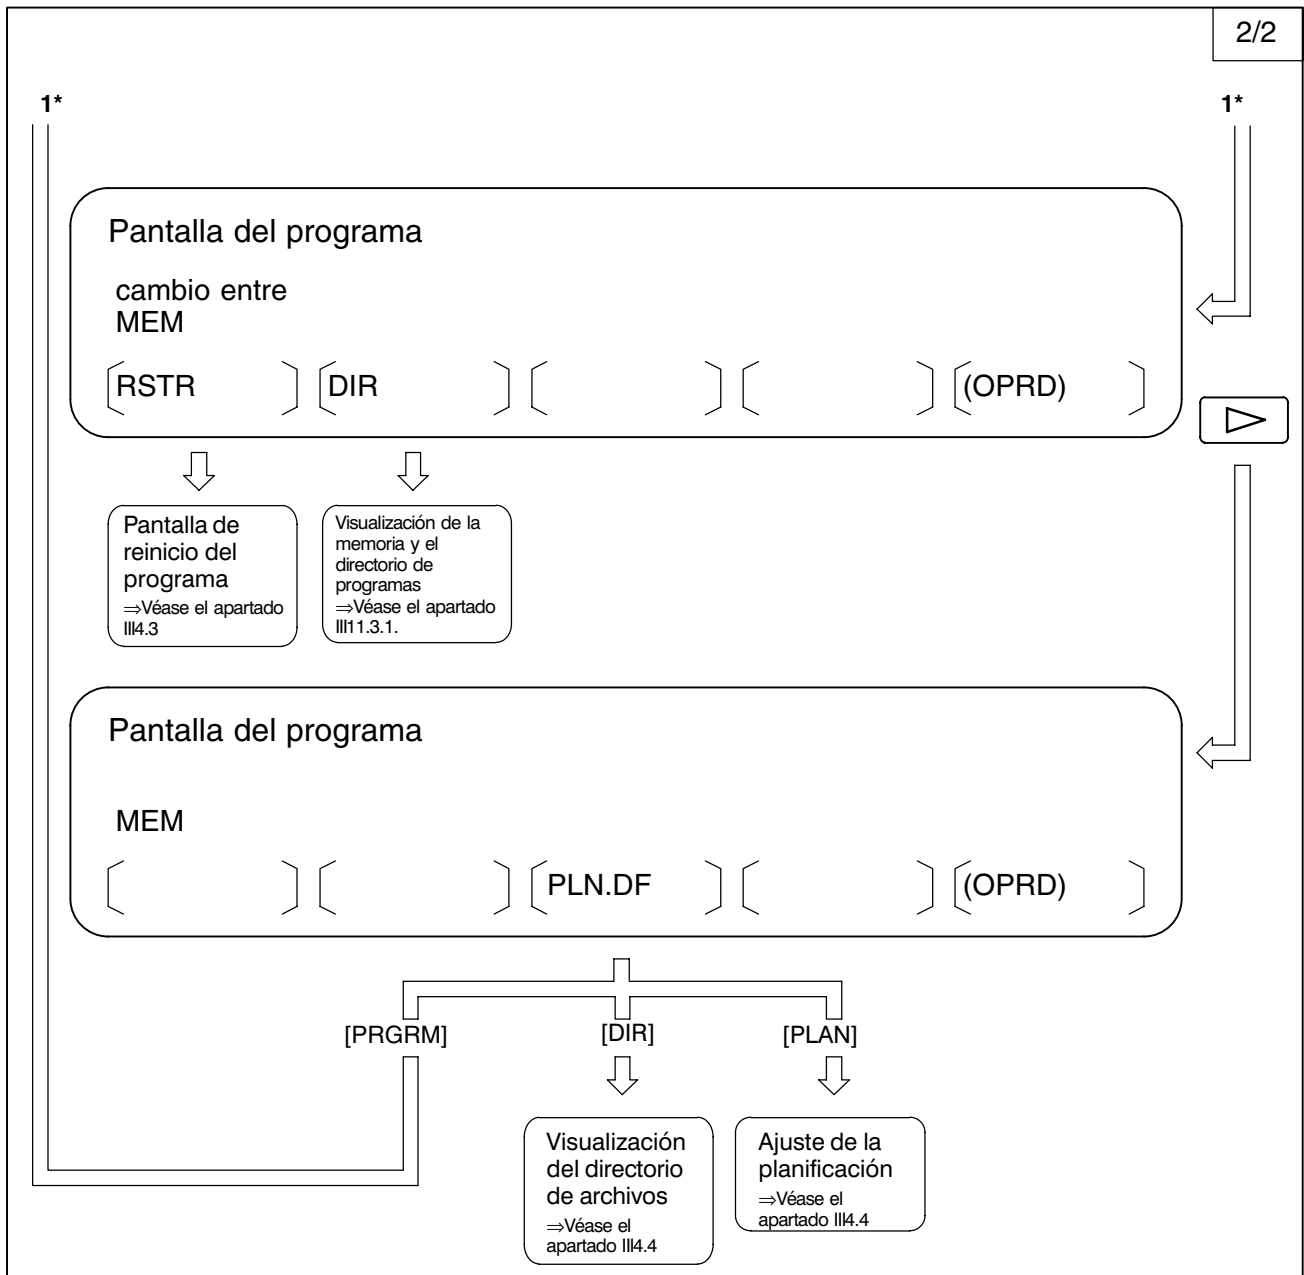 2/2
1*
1*
Pantalla del programa
cambio entre
MEM
[RSTR] [DIR] [ ] [ ] [(OPRD)]
Pantalla de
reinicio del
programa
⇒Véase el apartado
III4.3
Visualización de la
memoria y el
directorio de
programas
⇒Véase el apartado
III11.3.1.
Pantalla del programa
MEM
[ ] [ ] [PLN.DF] [ ] [(OPRD)]
[PRGRM] [DIR] [PLAN]
Visualización
del directorio
de archivos
⇒Véase el
apartado III4.4
Ajuste de la
planificación
⇒Véase el
apartado III4.4